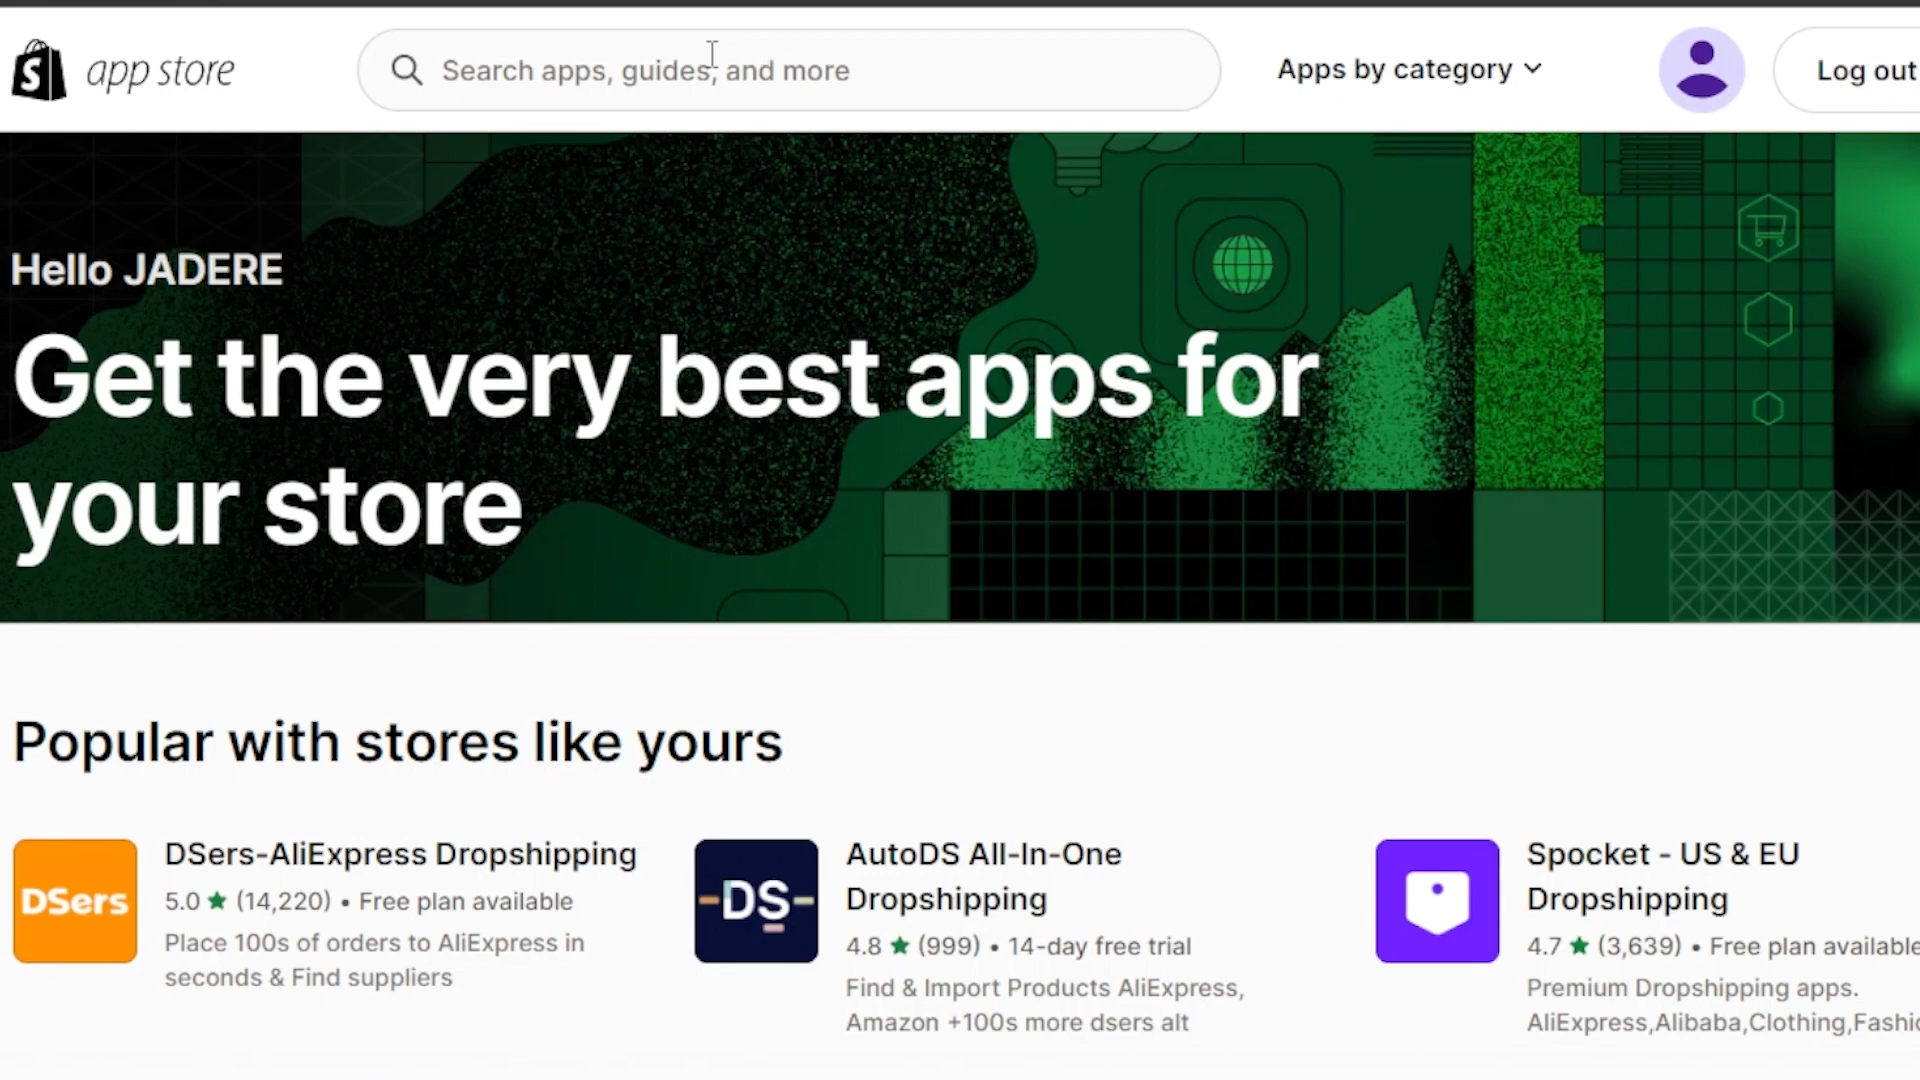 app store
Search apps, guides, and more
Apps by category
Log out
Hello JADERE
Get the very best apps for
your store
Popular with stores like yours
DSers
DSers-AliExpress Dropshipping
5.0 ★ (14,220) • Free plan available
Place 100s of orders to AliExpress in
seconds & Find suppliers
DS
AutoDS All-In-One
Dropshipping
4.8 ★ (999) • 14-day free trial
Find & Import Products AliExpress,
Amazon +100s more dsers alt
Spocket - US & EU
Dropshipping
4.7 ★ (3,639) • Free plan available
Premium Dropshipping apps.
AliExpress,Alibaba,Clothing,Fashi